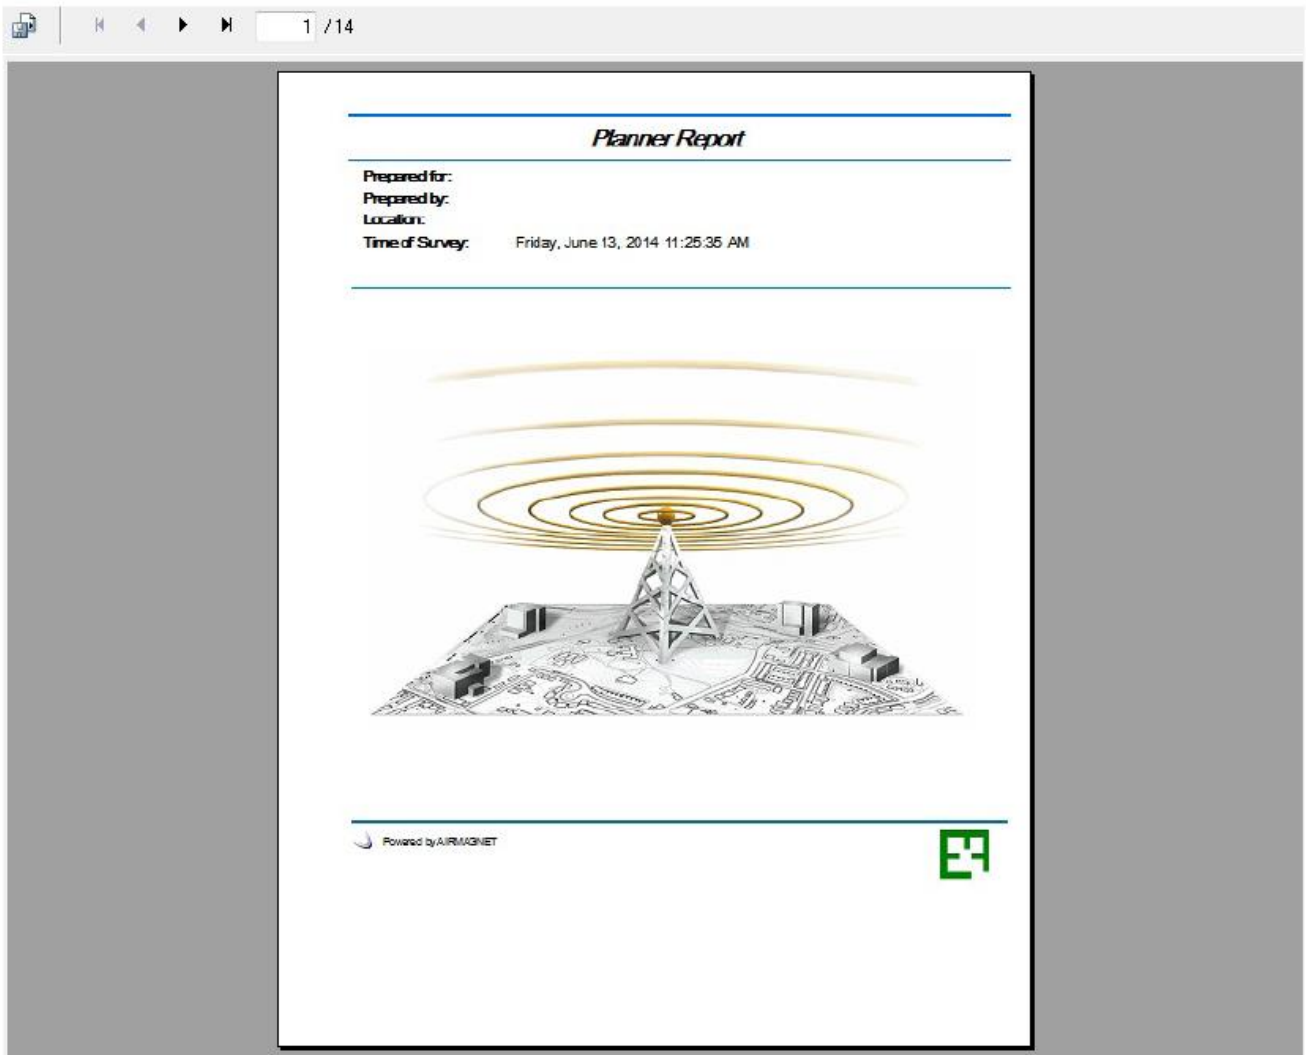 1 /14
Planner Report
Prepared for:
Prepared by:
Location:
Time of Survey: Friday, June 13, 2014 11:25:35 AM
Powered by AIRMAGNET